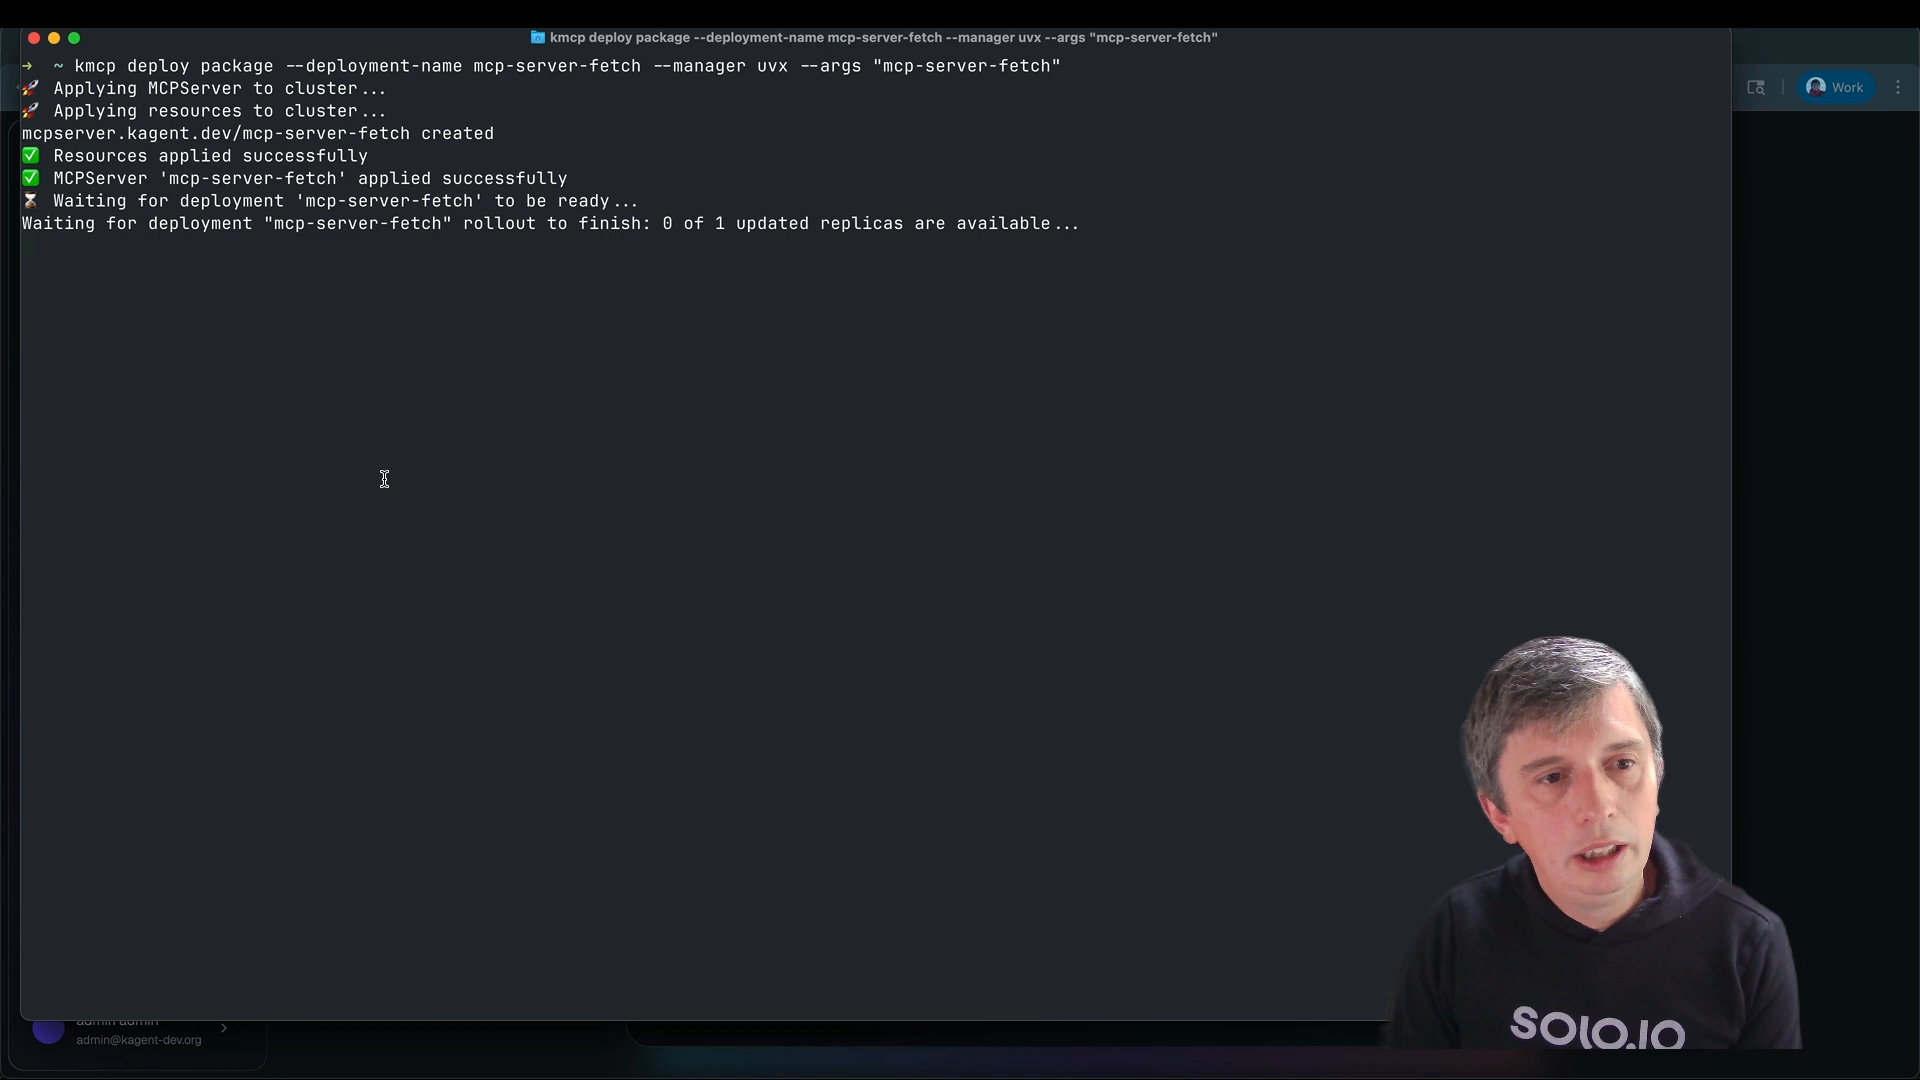 kmcp deploy package --deployment-name mcp-server-fetch --manager uvx --args "mcp-server-fetch"
→ ~ kmcp deploy package --deployment-name mcp-server-fetch --manager uvx --args "mcp-server-fetch"
Work
🚀 Applying MCPServer to cluster...
🚀 Applying resources to cluster...
mcpserver.kagent.dev/mcp-server-fetch created
✅ Resources applied successfully
✅ MCPServer 'mcp-server-fetch' applied successfully
⏳ Waiting for deployment 'mcp-server-fetch' to be ready...
Waiting for deployment "mcp-server-fetch" rollout to finish: 0 of 1 updated replicas are available...
SOLO.IO
admin admin
admin@kagent-dev.org